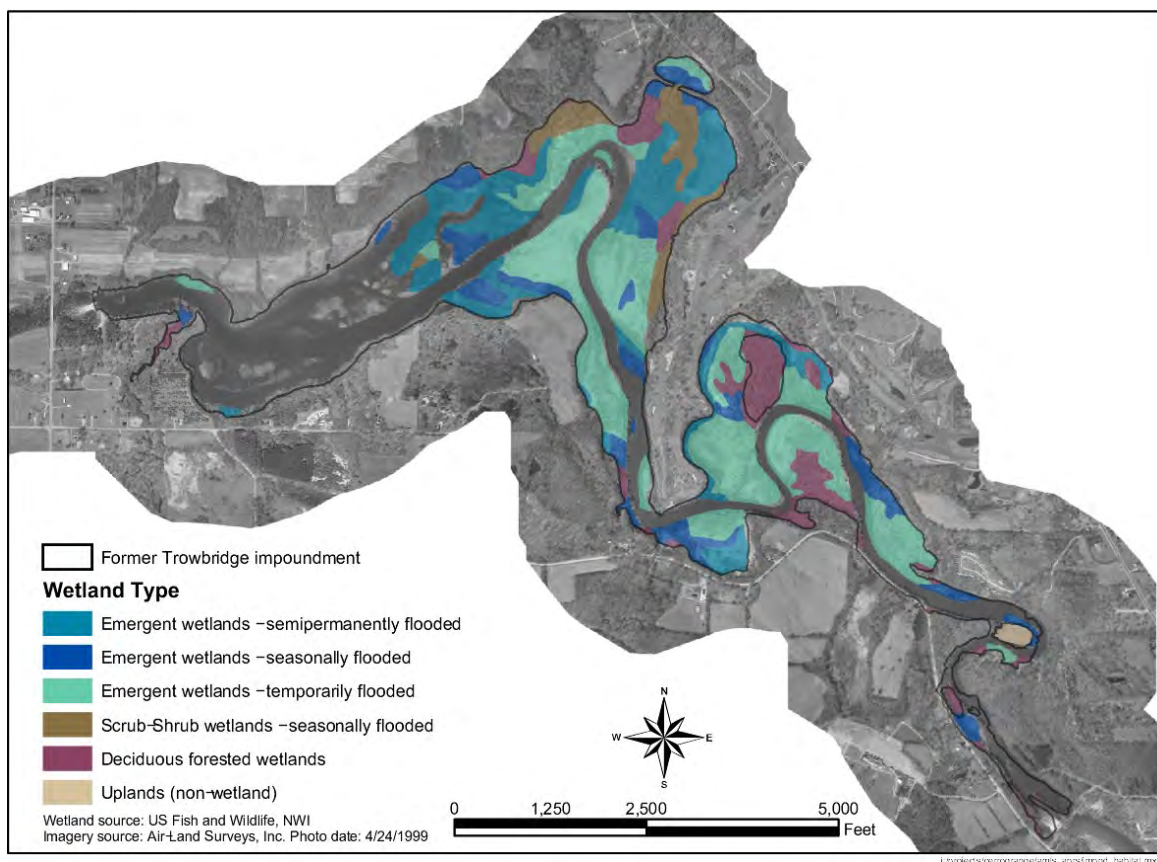 Former Trowbridge impoundment
Wetland Type
Emergent wetlands −semipermanently flooded
Emergent wetlands −seasonally flooded
Emergent wetlands −temporarily flooded
Scrub−Shrub wetlands −seasonally flooded
Deciduous forested wetlands
Uplands (non−wetland)
Wetland source: US Fish and Wildlife, NWI
Imagery source: Air−Land Surveys, Inc. Photo date: 4/24/1999
N
W E
S
0 1,250 2,500 5,000
Feet